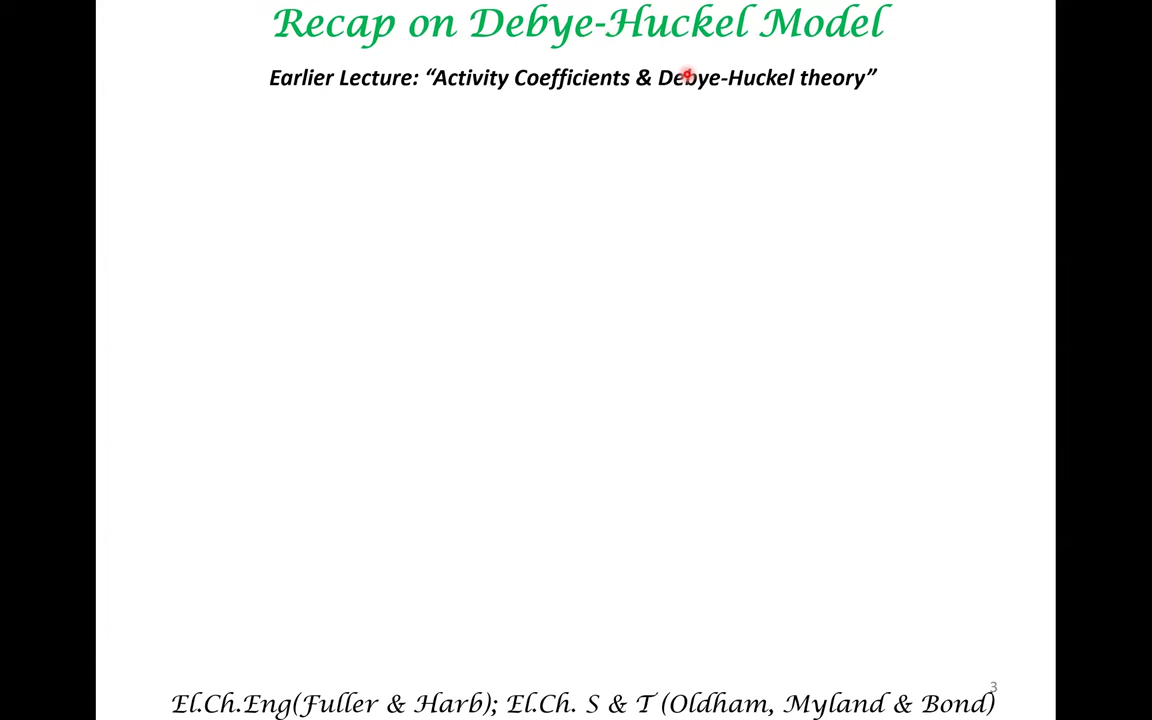 Recap on Debye-Huckel Model
Earlier Lecture: “Activity Coefficients & Debye-Huckel theory”
3
El.Ch.Eng(Fuller & Harb); El.Ch. S & T (Oldham, Myland & Bond)